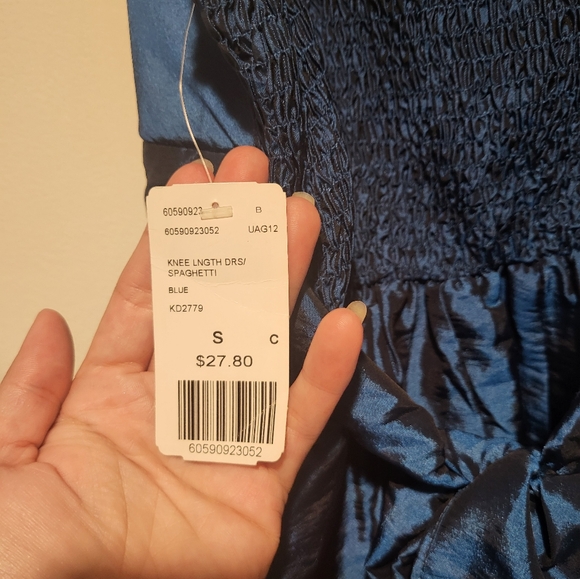 60590923 B
60590923052 UAG12
KNEE LNGTH DRS/
SPAGHETTI
BLUE
KD2779
S C
$27.80
60590923052